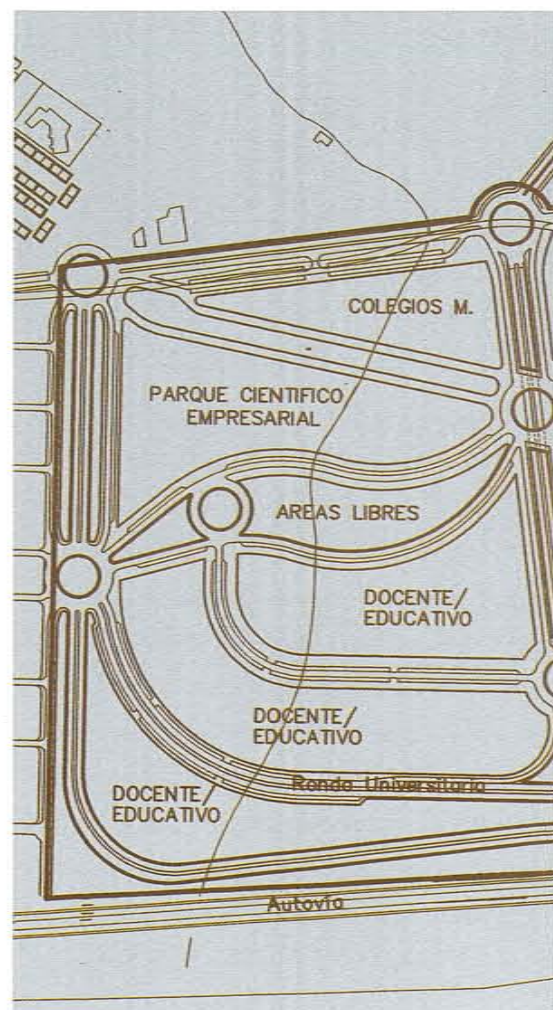 COLEGIOS M.
PARQUE CIENTIFICO
EMPRESARIAL
AREAS LIBRES
DOCENTE/
EDUCATIVO
DOCENTE/
EDUCATIVO
Ronda Universitaria
DOCENTE/
EDUCATIVO
Autovía